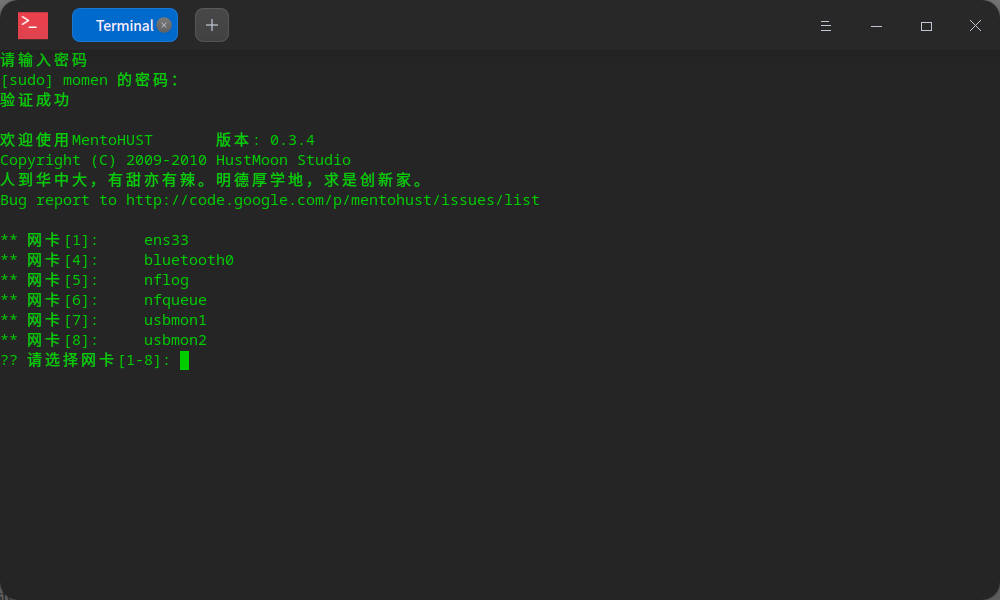 Terminal
请输入密码
[sudo] momen 的密码：
验证成功
欢迎使用MentoHUST 版本: 0.3.4
Copyright (C) 2009-2010 HustMoon Studio
人到华中大，有甜亦有辣。明德厚学地，求是创新家。
Bug report to http://code.google.com/p/mentohust/issues/list
** 网卡[1]: ens33
** 网卡[4]: bluetooth0
** 网卡[5]: nflog
** 网卡[6]: nfqueue
** 网卡[7]: usbmon1
** 网卡[8]: usbmon2
?? 请选择网卡[1-8]: